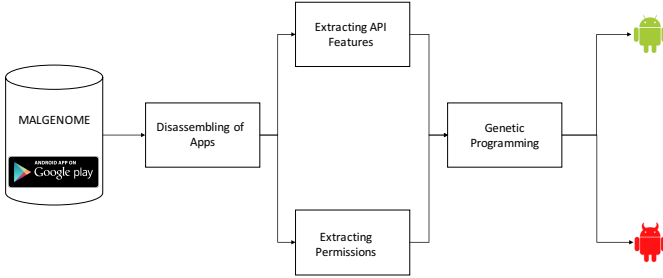 MALGENOME
ANDROID APP ON
Google play
Disassembling of
Apps
Extracting API
Features
Extracting
Permissions
Genetic
Programming